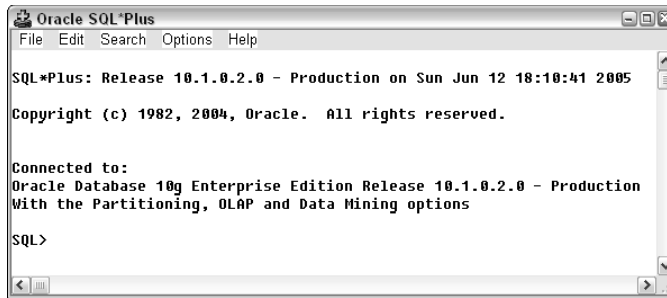 Oracle SQL*Plus
File Edit Search Options Help
SQL*Plus: Release 10.1.0.2.0 - Production on Sun Jun 12 18:10:41 2005
Copyright (c) 1982, 2004, Oracle. All rights reserved.
Connected to:
Oracle Database 10g Enterprise Edition Release 10.1.0.2.0 - Production
With the Partitioning, OLAP and Data Mining options
SQL>